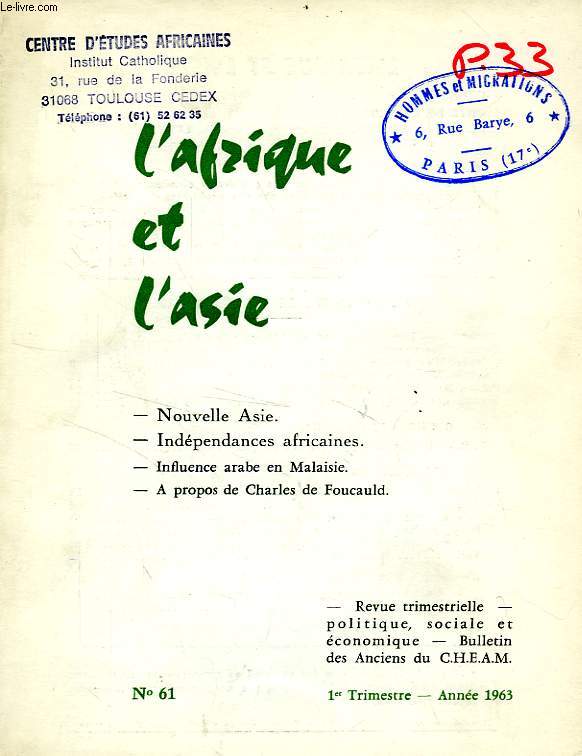 Le-livre.com
CENTRE D'ÉTUDES AFRICAINES
Institut Catholique
31, rue de la Fonderie
31068 TOULOUSE CEDEX
Téléphone : (61) 52 62 35
P.33
HOMMES et MIGRATIONS
6, Rue Barye, 6
PARIS (17e)
l'afrique
et
l'asie
— Nouvelle Asie.
— Indépendances africaines.
— Influence arabe en Malaisie.
— A propos de Charles de Foucauld.
— Revue trimestrielle —
politique, sociale et
économique — Bulletin
des Anciens du C.H.E.A.M.
No 61
1er Trimestre — Année 1963